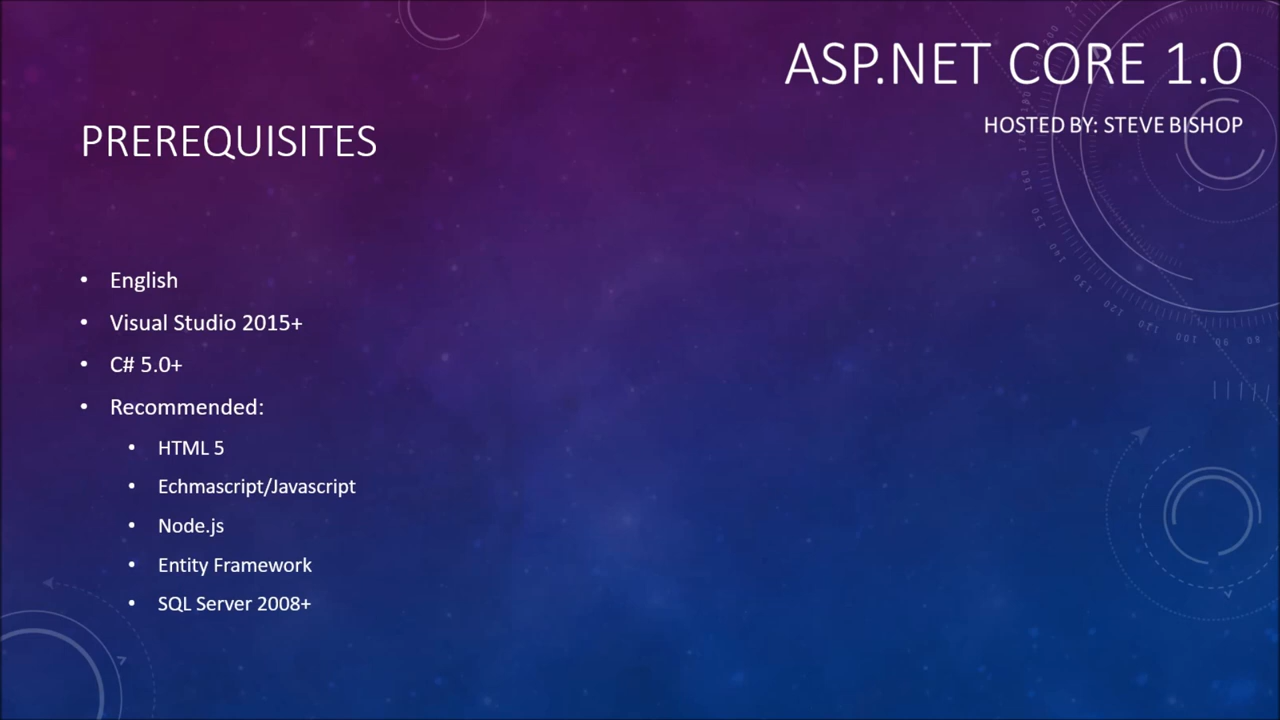 ASP.NET CORE 1.0
HOSTED BY: STEVE BISHOP
PREREQUISITES
• English
• Visual Studio 2015+
• C# 5.0+
• Recommended:
• HTML 5
• Echmascript/Javascript
• Node.js
• Entity Framework
• SQL Server 2008+